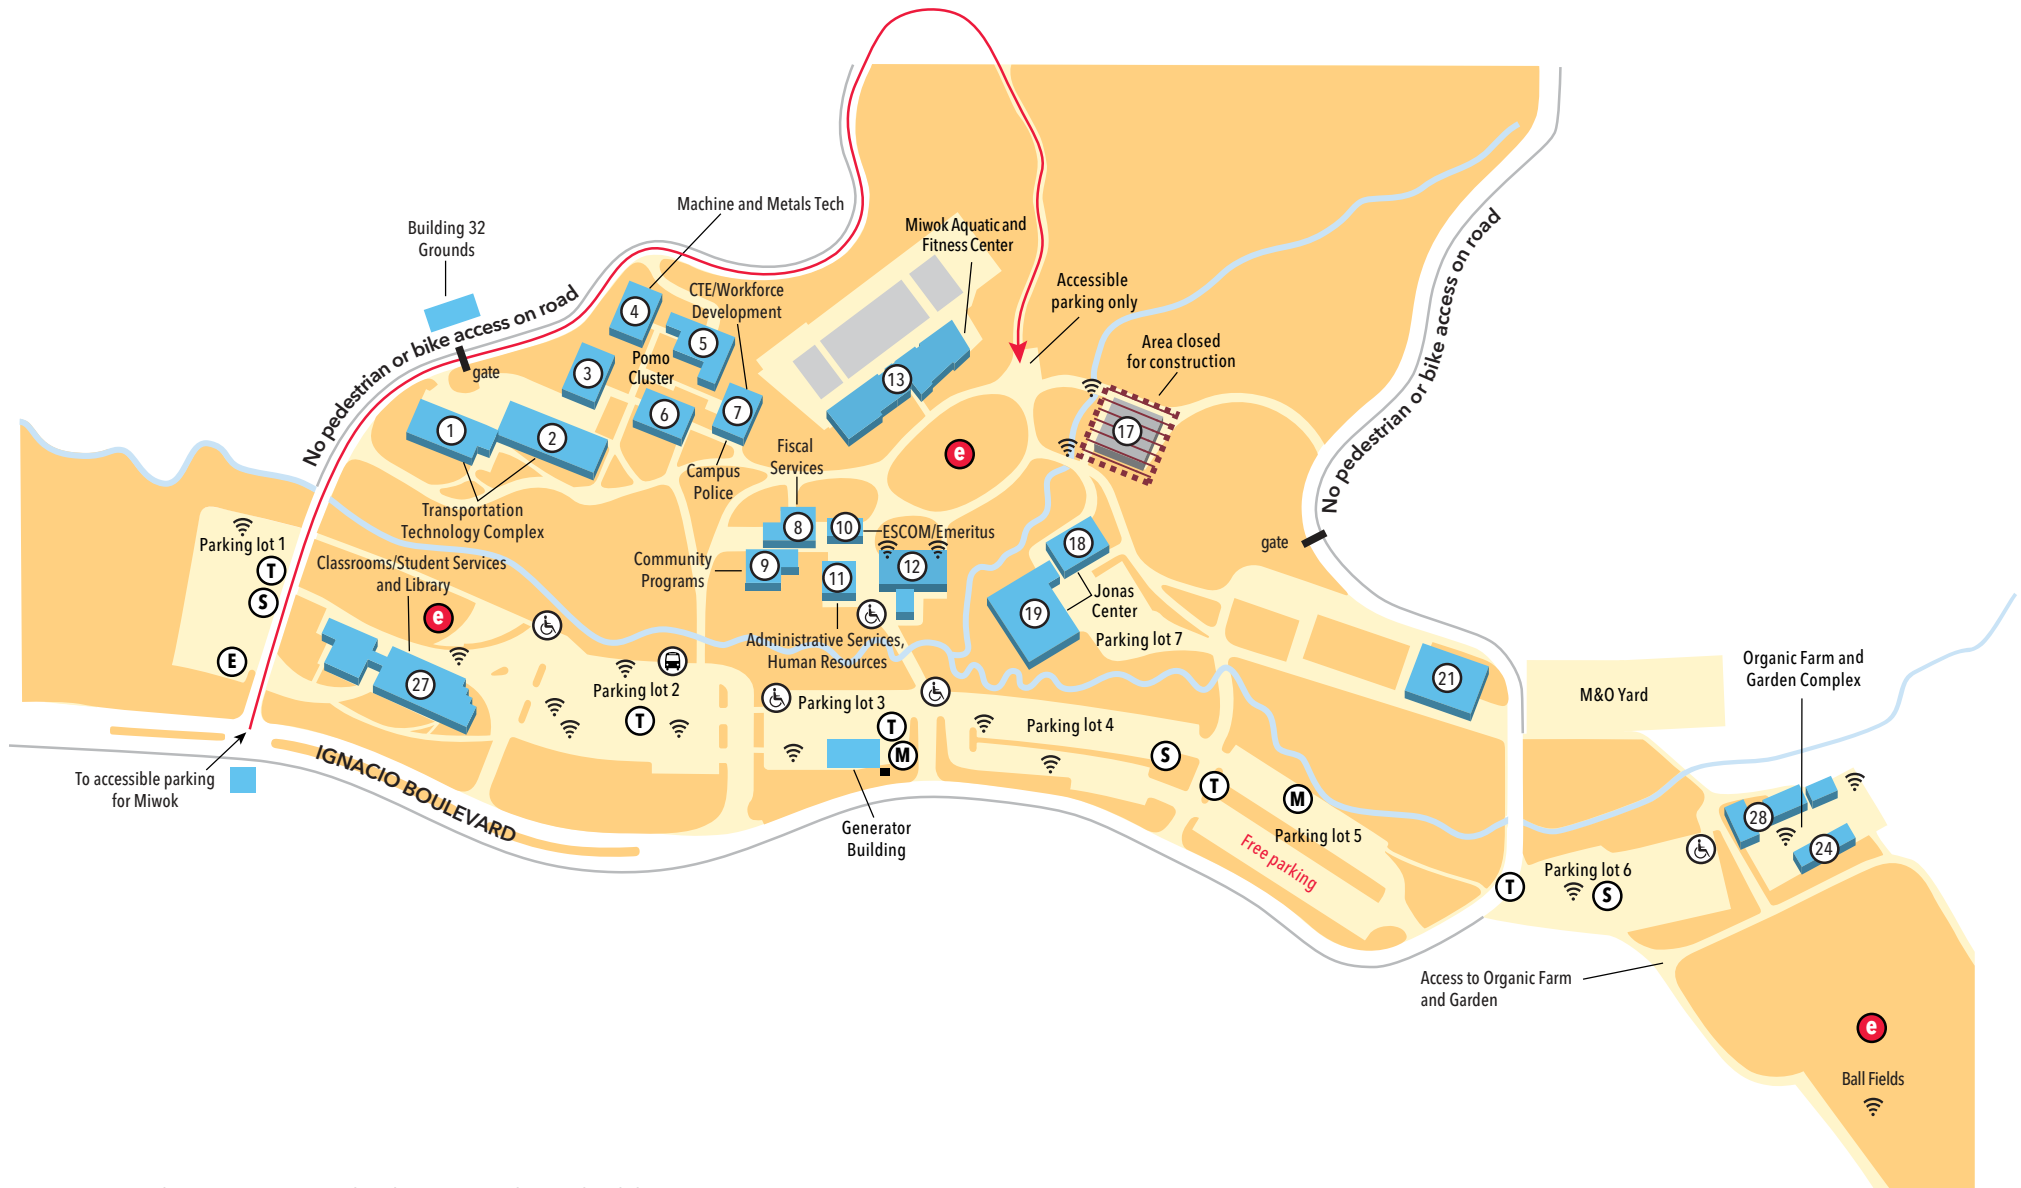 Machine and Metals Tech
Building 32
Grounds
Miwok Aquatic and
Fitness Center
No pedestrian or bike access on road
No pedestrian or bike access on road
CTE/Workforce
Development
Accessible
parking only
Area closed
for construction
gate
4
5
3
Pomo
Cluster
6
7
13
17
1
2
Campus
Police
Fiscal
Services
e
Transportation
Technology Complex
8
10
ESCOM/Emeritus
Parking lot 1
T
S
E
Classrooms/Student Services
and Library
e
Community
Programs
9
11
12
18
19
Jonas
Center
gate
Parking lot 7
Administrative Services,
Human Resources
27
Parking lot 2
T
Parking lot 3
T
M
Parking lot 4
S
T
M
21
M&O Yard
Organic Farm and
Garden Complex
IGNACIO BOULEVARD
To accessible parking
for Miwok
Generator
Building
Parking lot 5
Free parking
28
24
Parking lot 6
T
S
Access to Organic Farm
and Garden
e
Ball Fields